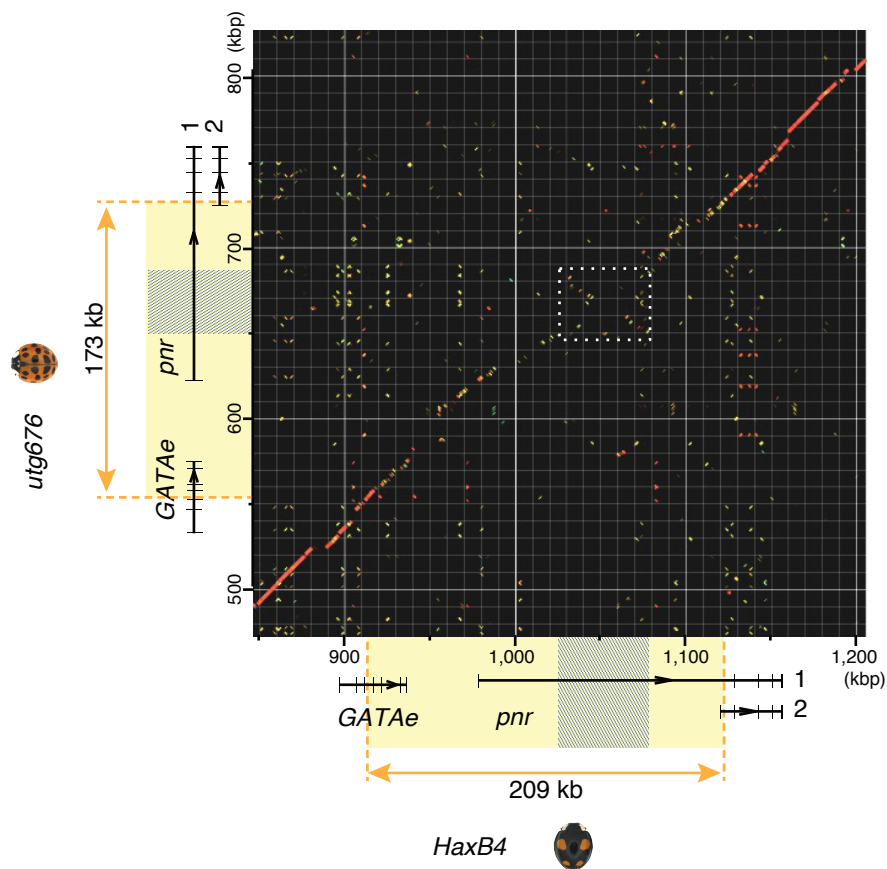 (kbp)
800
700
600
500
1
2
173 kb
pnr
GATAe
utg676
900
1,000
1,100
1,200
(kbp)
1
2
GATAe
pnr
209 kb
HaxB4